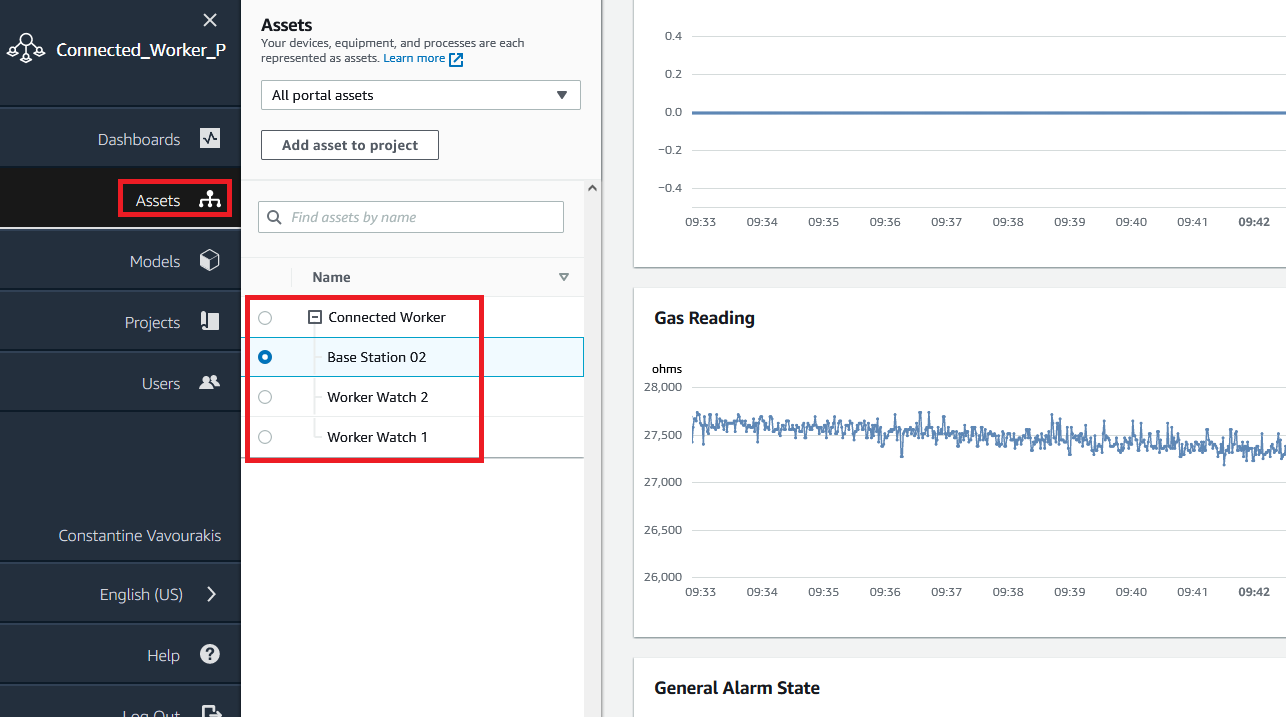 Connected_Worker_P
Dashboards
Assets
Models
Projects
Users
Constantine Vavourakis
English (US)
Help
Log Out
Assets
Your devices, equipment, and processes are each
represented as assets. Learn more
All portal assets
Add asset to project
Find assets by name
Name
Connected Worker
Base Station 02
Worker Watch 2
Worker Watch 1
0.4
0.2
0.0
−0.2
−0.4
09:33 09:34 09:35 09:36 09:37 09:38 09:39 09:40 09:41 09:42
Gas Reading
ohms
28,000
27,500
27,000
26,500
26,000
09:33 09:34 09:35 09:36 09:37 09:38 09:39 09:40 09:41 09:42
General Alarm State